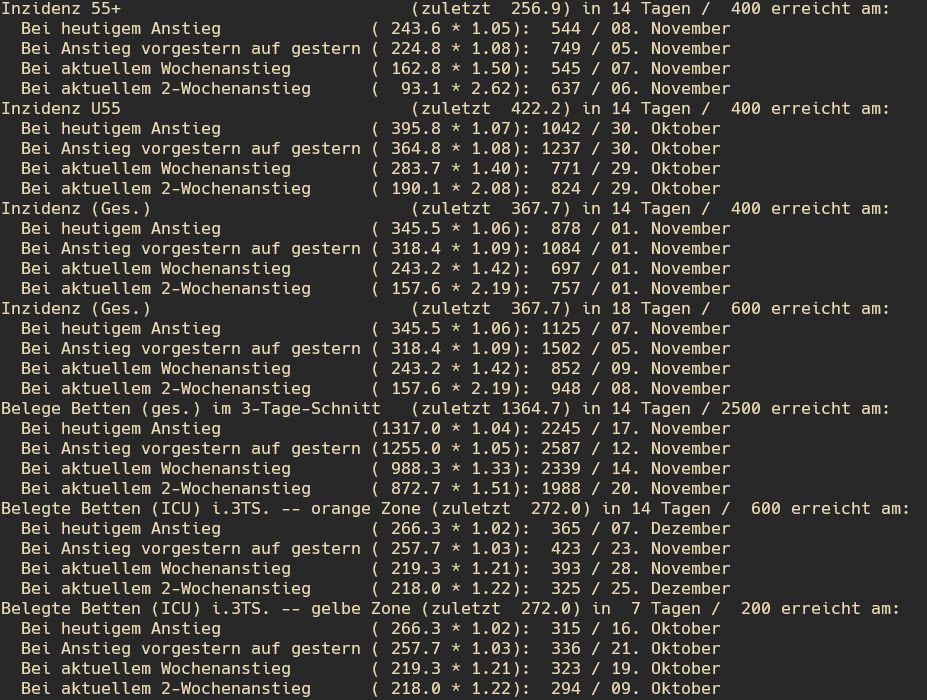 Inzidenz 55+                             (zuletzt  256.9) in 14 Tagen /  400 erreicht am:
  Bei heutigem Anstieg               ( 243.6 * 1.05):  544 / 08. November
  Bei Anstieg vorgestern auf gestern ( 224.8 * 1.08):  749 / 05. November
  Bei aktuellem Wochenanstieg        ( 162.8 * 1.50):  545 / 07. November
  Bei aktuellem 2-Wochenanstieg      (  93.1 * 2.62):  637 / 06. November
Inzidenz U55                             (zuletzt  422.2) in 14 Tagen /  400 erreicht am:
  Bei heutigem Anstieg               ( 395.8 * 1.07): 1042 / 30. Oktober
  Bei Anstieg vorgestern auf gestern ( 364.8 * 1.08): 1237 / 30. Oktober
  Bei aktuellem Wochenanstieg        ( 283.7 * 1.40):  771 / 29. Oktober
  Bei aktuellem 2-Wochenanstieg      ( 190.1 * 2.08):  824 / 29. Oktober
Inzidenz (Ges.)                          (zuletzt  367.7) in 14 Tagen /  400 erreicht am:
  Bei heutigem Anstieg               ( 345.5 * 1.06):  878 / 01. November
  Bei Anstieg vorgestern auf gestern ( 318.4 * 1.09): 1084 / 01. November
  Bei aktuellem Wochenanstieg        ( 243.2 * 1.42):  697 / 01. November
  Bei aktuellem 2-Wochenanstieg      ( 157.6 * 2.19):  757 / 01. November
Inzidenz (Ges.)                          (zuletzt  367.7) in 18 Tagen /  600 erreicht am:
  Bei heutigem Anstieg               ( 345.5 * 1.06): 1125 / 07. November
  Bei Anstieg vorgestern auf gestern ( 318.4 * 1.09): 1502 / 05. November
  Bei aktuellem Wochenanstieg        ( 243.2 * 1.42):  852 / 09. November
  Bei aktuellem 2-Wochenanstieg      ( 157.6 * 2.19):  948 / 08. November
Belege Betten (ges.) im 3-Tage-Schnitt   (zuletzt 1364.7) in 14 Tagen / 2500 erreicht am:
  Bei heutigem Anstieg               (1317.0 * 1.04): 2245 / 17. November
  Bei Anstieg vorgestern auf gestern (1255.0 * 1.05): 2587 / 12. November
  Bei aktuellem Wochenanstieg        ( 988.3 * 1.33): 2339 / 14. November
  Bei aktuellem 2-Wochenanstieg      ( 872.7 * 1.51): 1988 / 20. November
Belegte Betten (ICU) i.3TS. -- orange Zone (zuletzt  272.0) in 14 Tagen /  600 erreicht am:
  Bei heutigem Anstieg               ( 266.3 * 1.02):  365 / 07. Dezember
  Bei Anstieg vorgestern auf gestern ( 257.7 * 1.03):  423 / 23. November
  Bei aktuellem Wochenanstieg        ( 219.3 * 1.21):  393 / 28. November
  Bei aktuellem 2-Wochenanstieg      ( 218.0 * 1.22):  325 / 25. Dezember
Belegte Betten (ICU) i.3TS. -- gelbe Zone (zuletzt  272.0) in  7 Tagen /  200 erreicht am:
  Bei heutigem Anstieg               ( 266.3 * 1.02):  315 / 16. Oktober
  Bei Anstieg vorgestern auf gestern ( 257.7 * 1.03):  336 / 21. Oktober
  Bei aktuellem Wochenanstieg        ( 219.3 * 1.21):  323 / 19. Oktober
  Bei aktuellem 2-Wochenanstieg      ( 218.0 * 1.22):  294 / 09. Oktober